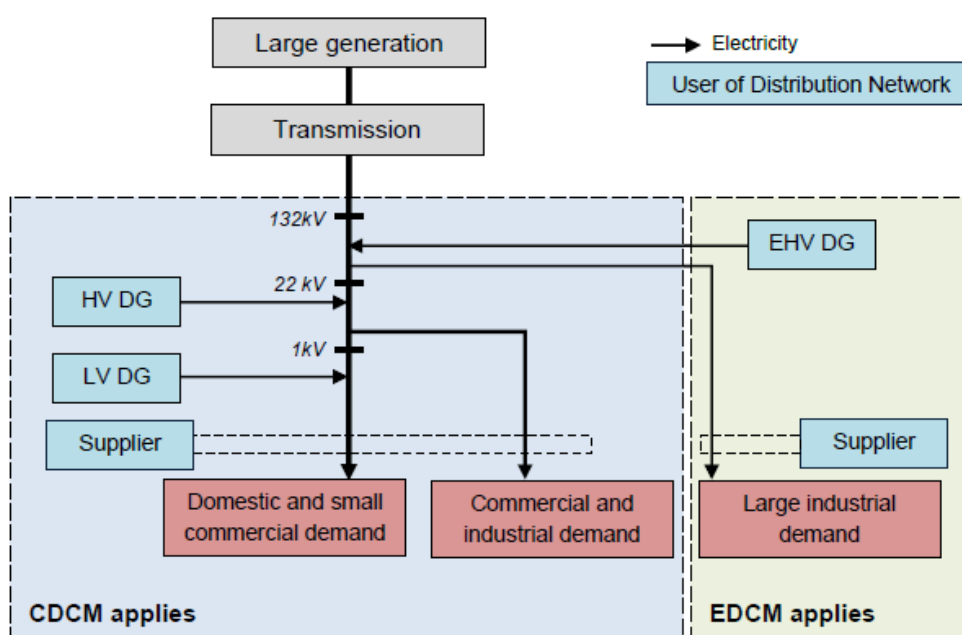 Large generation
Electricity
User of Distribution Network
Transmission
132kV
EHV DG
22 kV
HV DG
1kV
LV DG
Supplier
Supplier
Domestic and small
commercial demand
Commercial and
industrial demand
Large industrial
demand
CDCM applies
EDCM applies